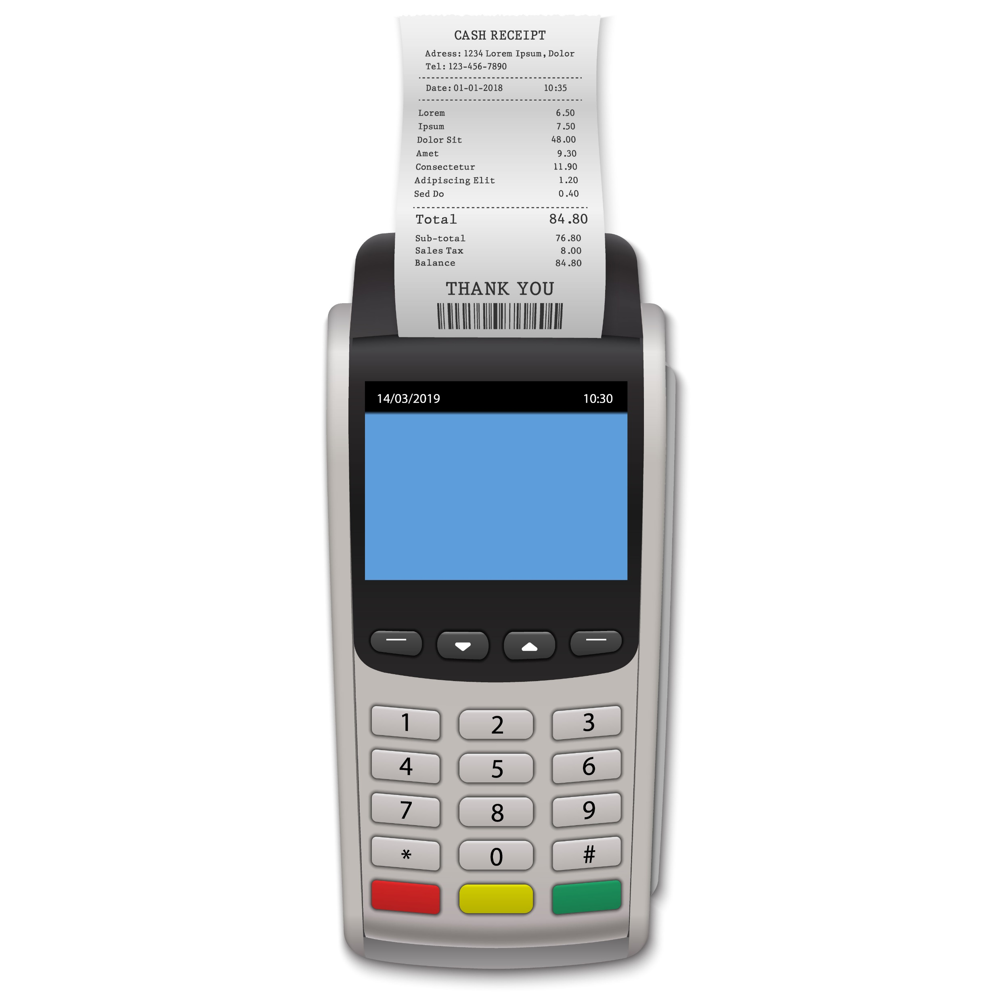 CASH RECEIPT
Adress: 1234 Lorem Ipsum, Dolor
Tel: 123-456-7890
Date: 01-01-2018 10:35
Lorem 6.50
Ipsum 7.50
Dolor Sit 48.00
Amet 9.30
Consectetur 11.90
Adipiscing Elit 1.20
Sed Do 0.40
Total 84.80
Sub-total 76.80
Sales Tax 8.00
Balance 84.80
THANK YOU
14/03/2019 10:30
1 2 3
4 5 6
7 8 9
* 0 #